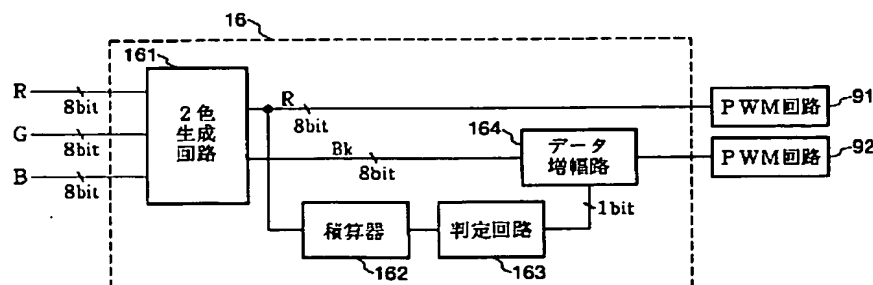 16
161
R
8bit
G
8bit
B
8bit
2色
生成
回路
R
8bit
Bk
8bit
164
データ
増幅路
1bit
積算器
162
判定回路
163
PWM回路
91
PWM回路
92